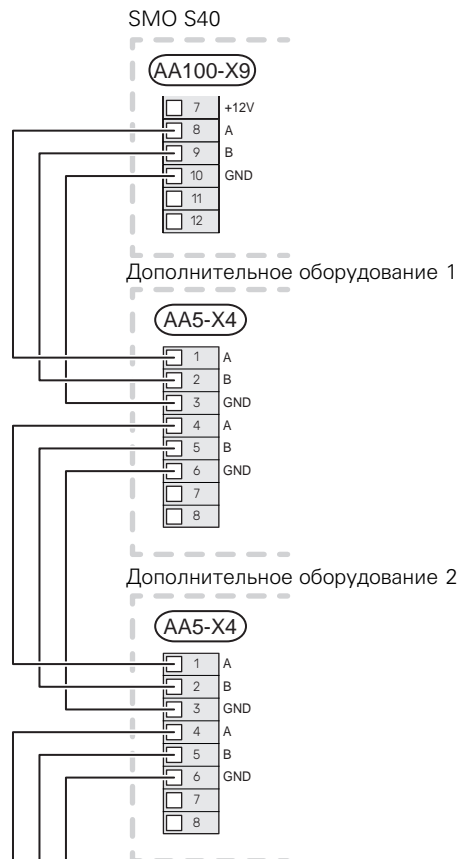 SMO S40
AA100-X9
7 +12V
8 A
9 B
10 GND
11
12
Дополнительное оборудование 1
AA5-X4
1 A
2 B
3 GND
4 A
5 B
6 GND
7
8
Дополнительное оборудование 2
AA5-X4
1 A
2 B
3 GND
4 A
5 B
6 GND
7
8